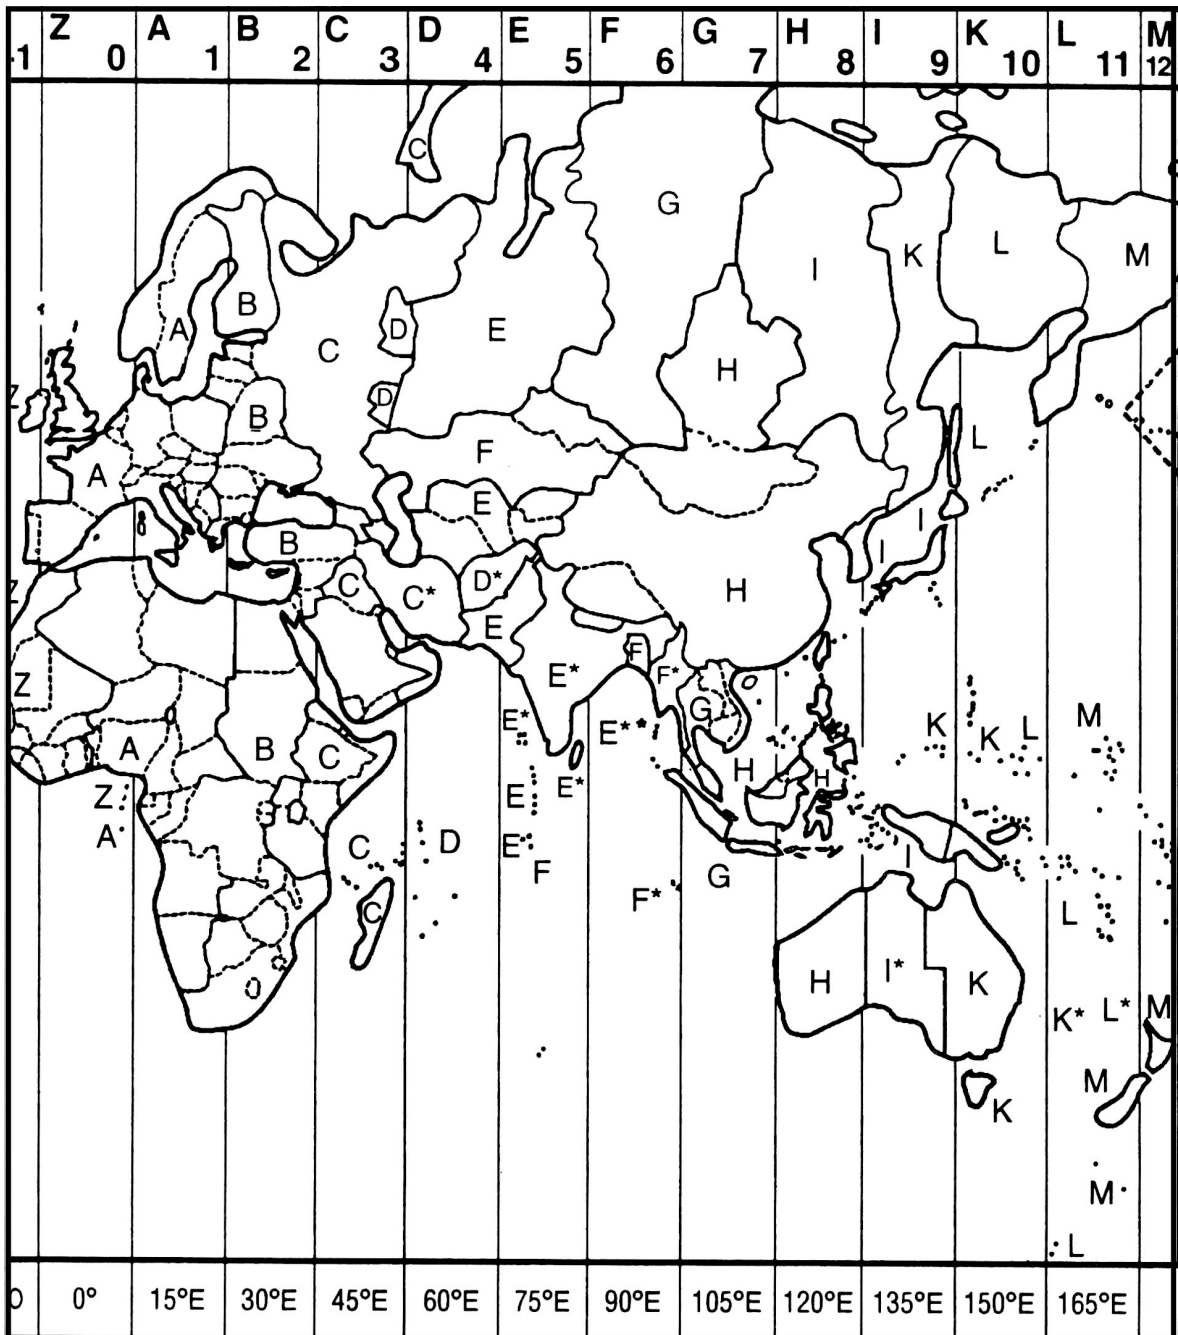 Z A B C D E F G H I K L M
-1 0 1 2 3 4 5 6 7 8 9 10 11 12
C
G
K L M
I
A B C D E
H
Z D
B L
A F
E I
B I
C C* D* H
Z E F
E* F*
Z G
E* K L M
A B C E** K
H H
Z E E*
A C D E*
F G I
C F* L
H I* K
K* L* M
M
K
M
L
0 0° 15°E 30°E 45°E 60°E 75°E 90°E 105°E 120°E 135°E 150°E 165°E